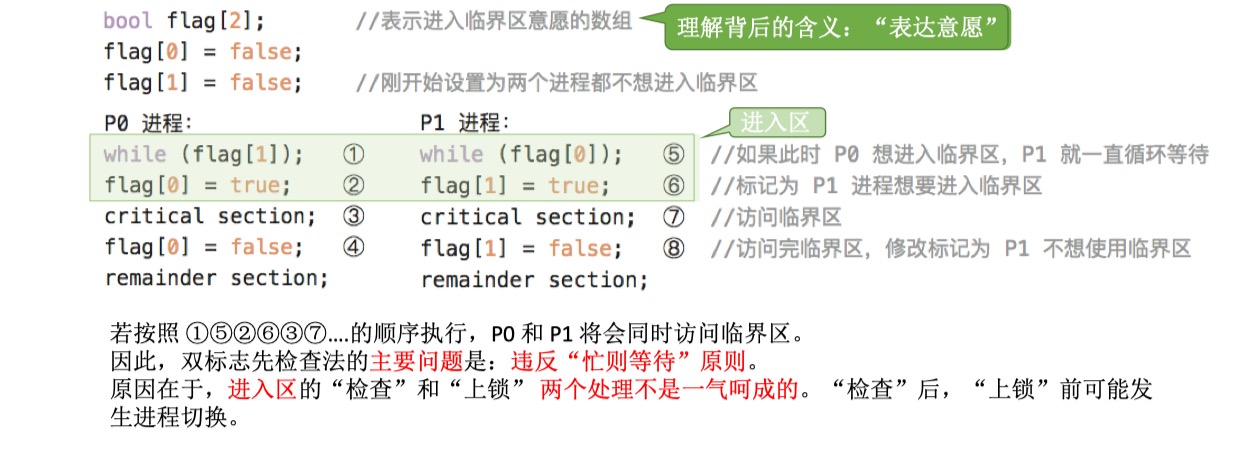 bool flag[2]; //表示进入临界区意愿的数组 理解背后的含义：“表达意愿”
flag[0] = false;
flag[1] = false; //刚开始设置为两个进程都不想进入临界区
P0 进程： P1 进程： 进入区
while (flag[1]); ① while (flag[0]); ⑤ //如果此时 P0 想进入临界区，P1 就一直循环等待
flag[0] = true; ② flag[1] = true; ⑥ //标记为 P1 进程想要进入临界区
critical section; ③ critical section; ⑦ //访问临界区
flag[0] = false; ④ flag[1] = false; ⑧ //访问完临界区，修改标记为 P1 不想使用临界区
remainder section; remainder section;
若按照 ①⑤②⑥③⑦….的顺序执行，P0 和 P1 将会同时访问临界区。
因此，双标志先检查法的主要问题是：违反“忙则等待”原则。
原因在于，进入区的“检查”和“上锁” 两个处理不是一气呵成的。“检查”后，“上锁”前可能发
生进程切换。